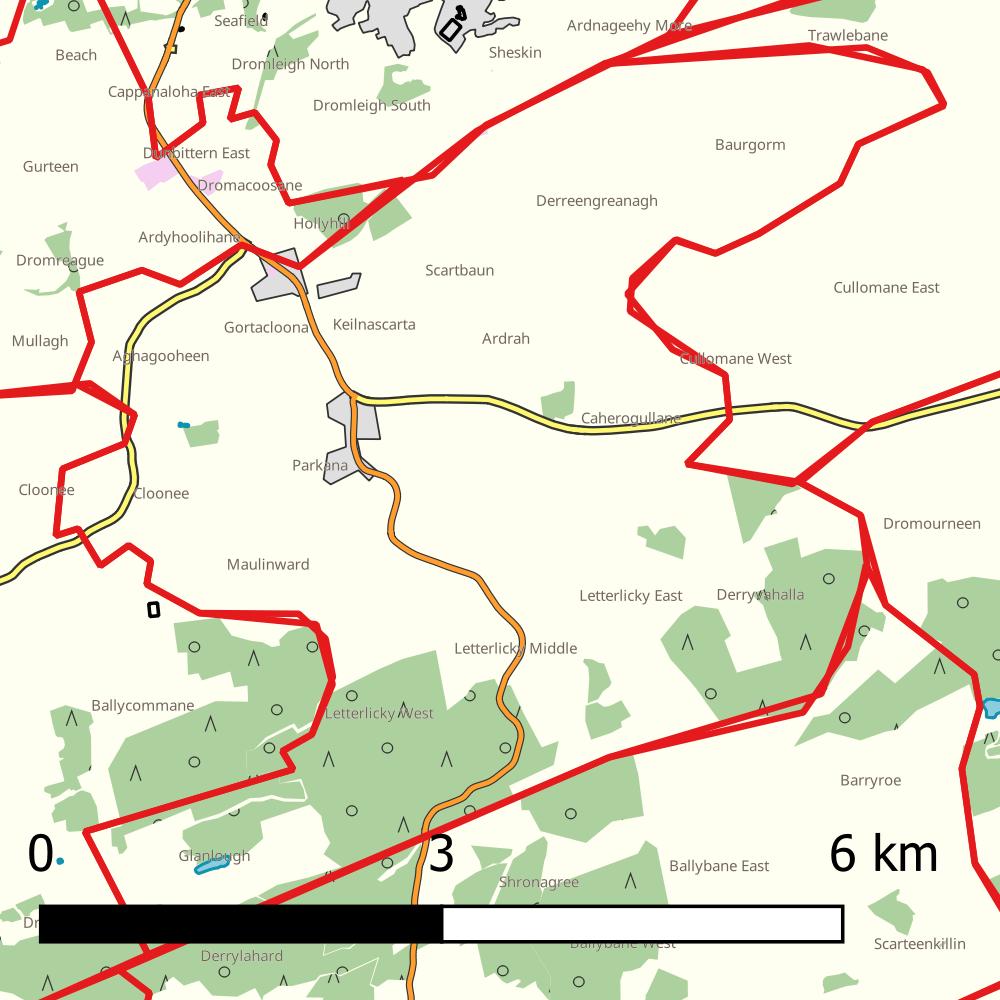 Seafield
Ardnageehy More
Trawlebane
Beach
Sheskin
Dromleigh North
Cappanaloha East
Dromleigh South
Baurgorm
Dunbittern East
Gurteen
Dromacoosane
Derreengreanagh
Hollyhill
Ardyhoolihane
Dromreague
Scartbaun
Cullomane East
Gortacloona
Keilnascarta
Mullagh
Ardrah
Aghagooheen
Cullomane West
Caherogullane
Parkana
Cloonee
Cloonee
Dromourneen
Maulinward
Letterlicky East
Derryvahalla
Letterlicky Middle
Ballycommane
Letterlicky West
Barryroe
0
3
6 km
Glanlough
Ballybane East
Shronagree
Ballybane West
Scarteenkillin
Derrylahard